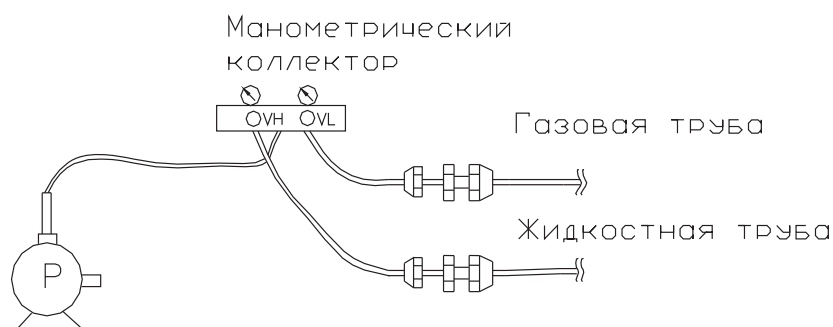 Манометрический
коллектор
VH VL
Газовая труба
Жидкостная труба
P